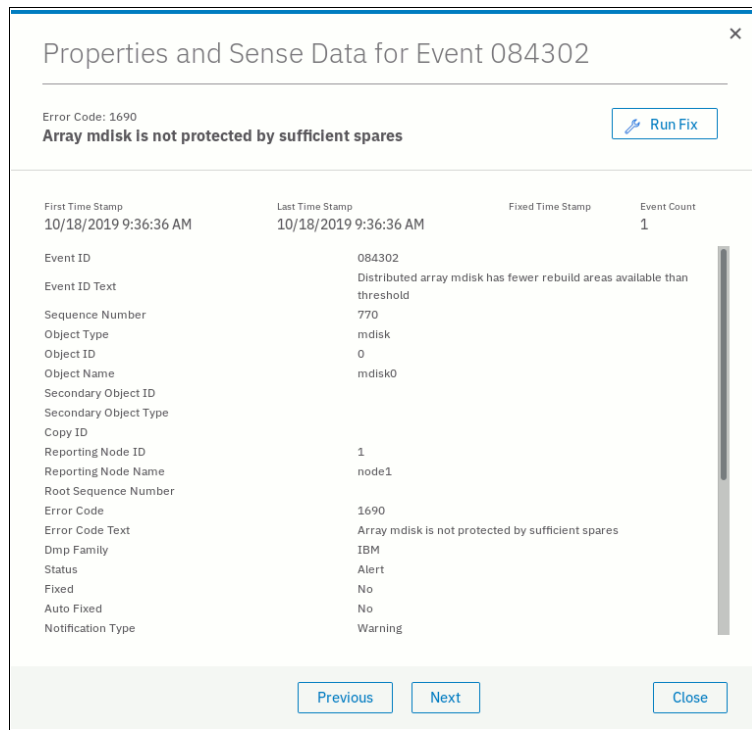 Properties and Sense Data for Event 084302
Error Code: 1690
Array mdisk is not protected by sufficient spares
Run Fix
First Time Stamp Last Time Stamp Fixed Time Stamp Event Count
10/18/2019 9:36:36 AM 10/18/2019 9:36:36 AM 1
Event ID 084302
Event ID Text Distributed array mdisk has fewer rebuild areas available than
threshold
Sequence Number 770
Object Type mdisk
Object ID 0
Object Name mdisk0
Secondary Object ID
Secondary Object Type
Copy ID
Reporting Node ID 1
Reporting Node Name node1
Root Sequence Number
Error Code 1690
Error Code Text Array mdisk is not protected by sufficient spares
Dmp Family IBM
Status Alert
Fixed No
Auto Fixed No
Notification Type Warning
Previous Next Close